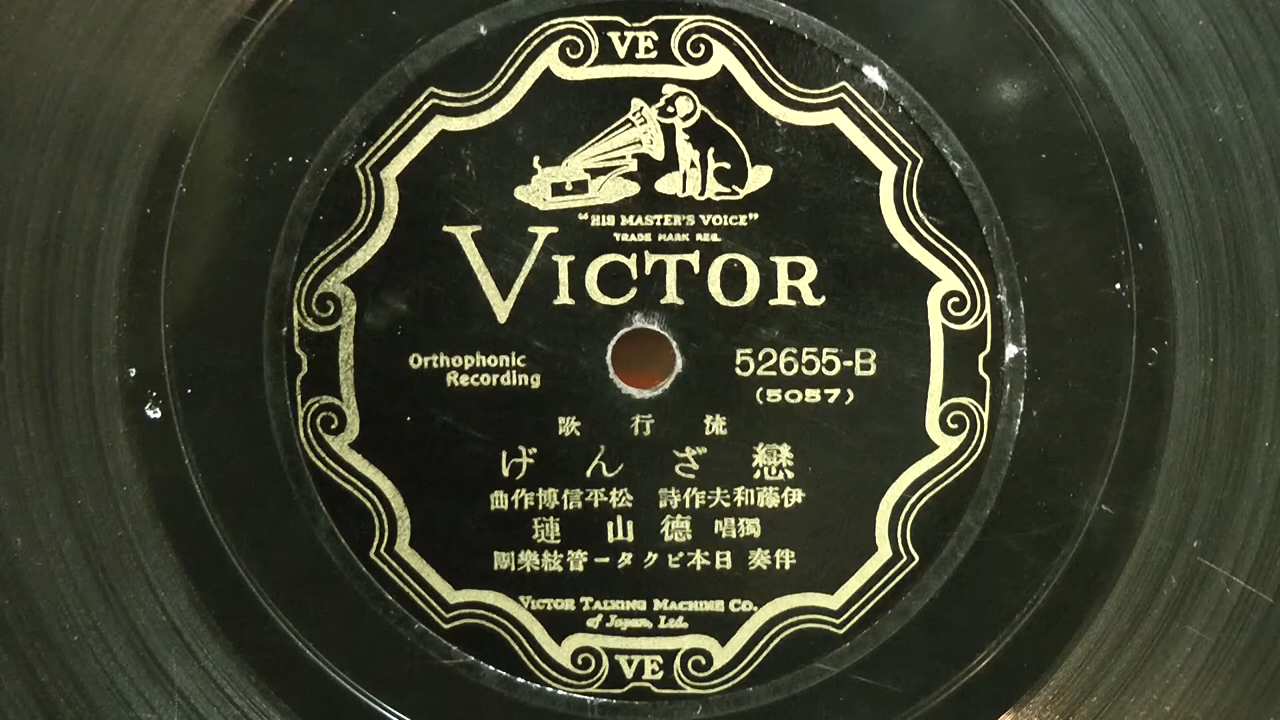 VE
"HIS MASTER'S VOICE"
TRADE MARK REG.
VICTOR
Orthophonic
Recording
52655-B
(5057)
流行歌
戀ざんげ
伊藤和夫作詩 松平信博作曲
獨唱 德山璉
伴奏 日本ビクター管絃樂團
VICTOR TALKING MACHINE CO.
of Japan, Ltd.
VE